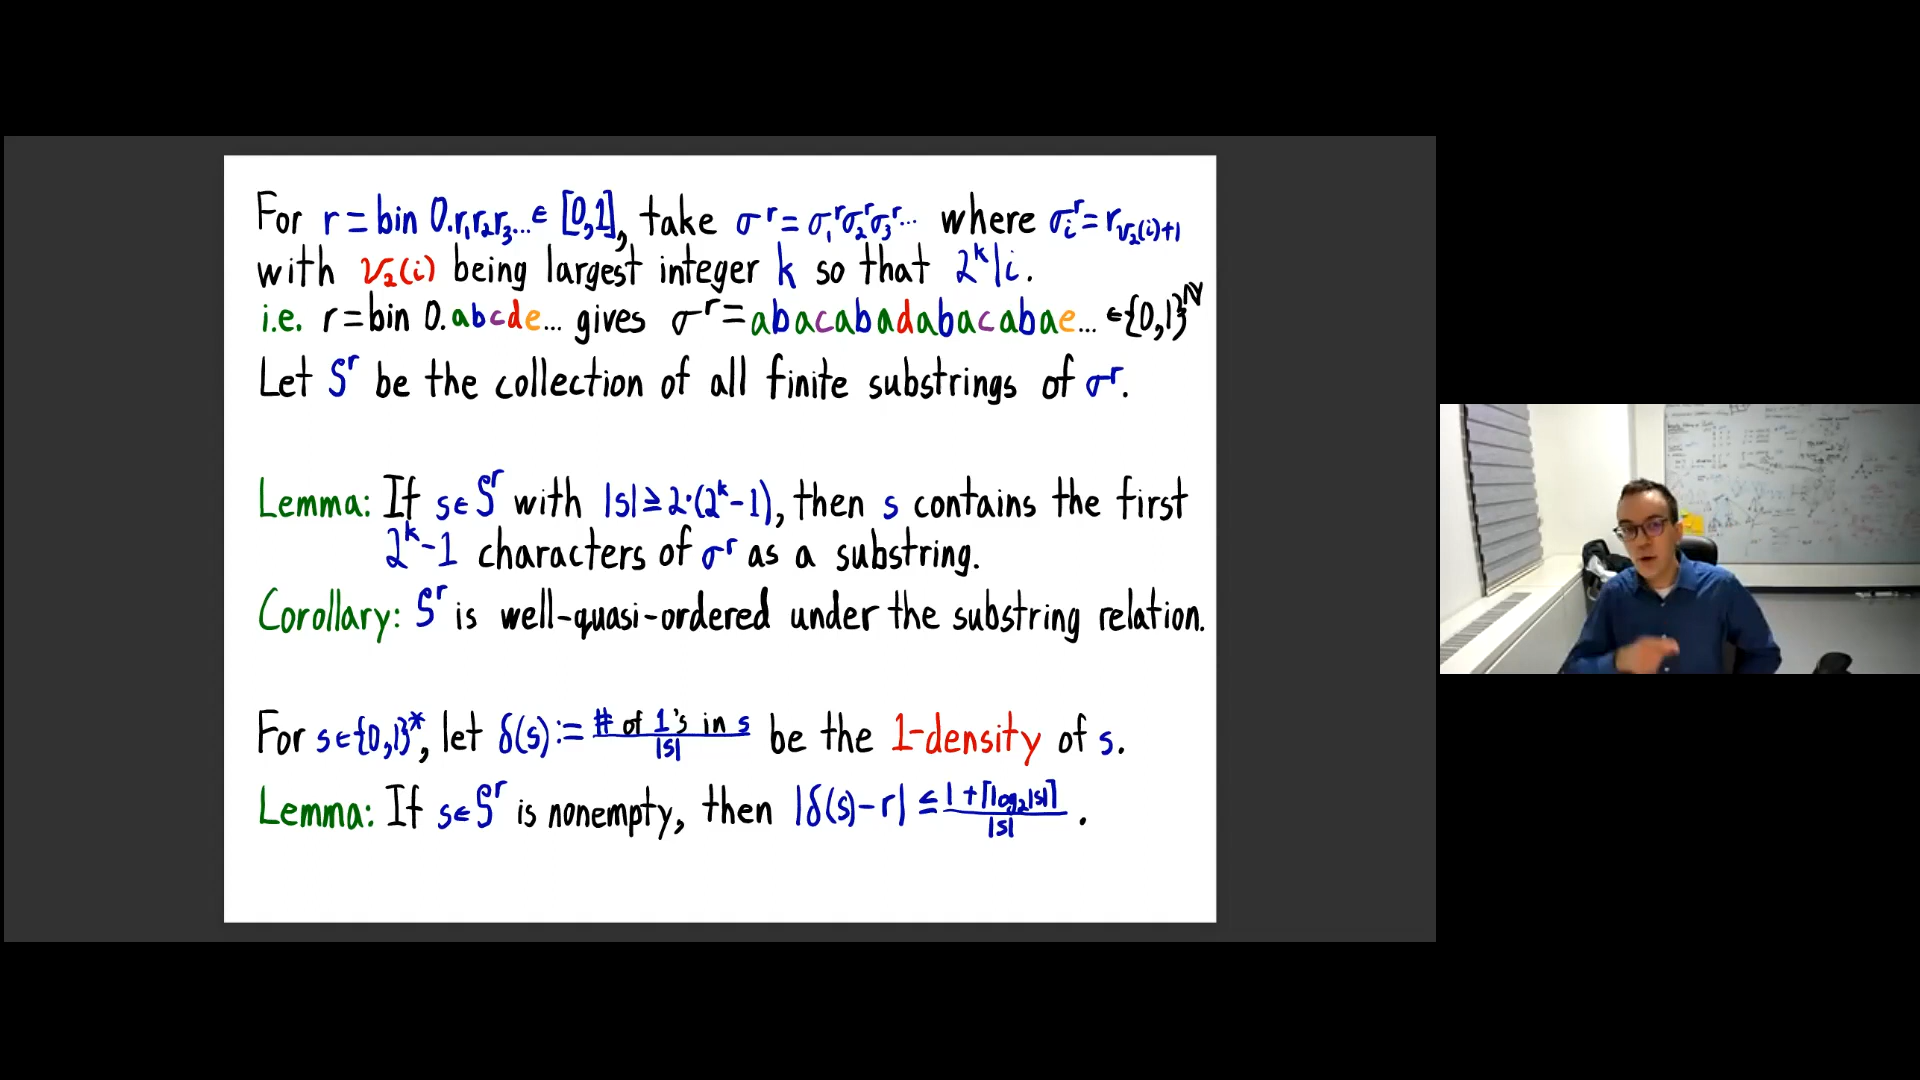 For r = bin 0.r₁r₂r₃... ∈ [0,1], take σʳ = σ₁ʳσ₂ʳσ₃ʳ... where σᵢʳ = r_{ν₂(i)+1}
with ν₂(i) being largest integer k so that 2ᵏ|i.
i.e. r = bin 0.abcde... gives σʳ = abacabadabacabae... ∈ {0,1}^ℕ
Let Sʳ be the collection of all finite substrings of σʳ.
Lemma: If s ∈ Sʳ with |s| ≥ 2·(2ᵏ-1), then s contains the first
2ᵏ-1 characters of σʳ as a substring.
Corollary: Sʳ is well-quasi-ordered under the substring relation.
For s ∈ {0,1}*, let δ(s) := # of 1's in s / |s| be the 1-density of s.
Lemma: If s ∈ Sʳ is nonempty, then |δ(s) - r| ≤ 1 + ⌈log₂|s|⌉ / |s| .